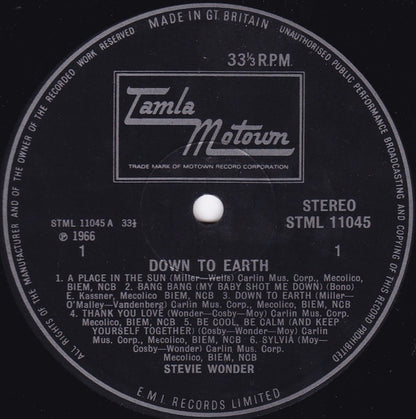 MADE IN GT. BRITAIN
UNAUTHORISED PUBLIC PERFORMANCE BROADCASTING AND COPYING OF THIS RECORD PROHIBITED
ALL RIGHTS OF THE MANUFACTURER AND OF THE OWNER OF THE RECORDED WORK RESERVED
33⅓ R.P.M.
Tamla
Motown
TRADE MARK OF MOTOWN RECORD CORPORATION
STEREO
STML 11045 A 33⅓
STML 11045
℗ 1966
1
1
DOWN TO EARTH
1. A PLACE IN THE SUN (Miller—Wells) Carlin Mus. Corp., Mecolico,
BIEM, NCB 2. BANG BANG (MY BABY SHOT ME DOWN) (Bono)
E. Kassner, Mecolico BIEM, NCB 3. DOWN TO EARTH (Miller—
O'Malley—Vandenberg) Carlin Mus. Corp., Mecolico, BIEM, NCB
4. THANK YOU LOVE (Wonder—Cosby—Moy) Carlin Mus. Corp.,
Mecolico, BIEM, NCB 5. BE COOL, BE CALM (AND KEEP
YOURSELF TOGETHER) (Cosby—Wonder—Moy) Carlin Mus.
Corp. Mecolico, BIEM, NCB 6. SYLVIA (Moy—
Cosby—Wonder) Carlin Mus. Corp.
Mecolico, BIEM, NCB
STEVIE WONDER
E.M.I. RECORDS LIMITED